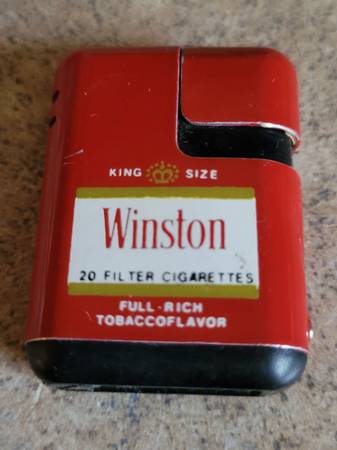 KING SIZE
Winston
20 FILTER CIGARETTES
FULL-RICH
TOBACCOFLAVOR